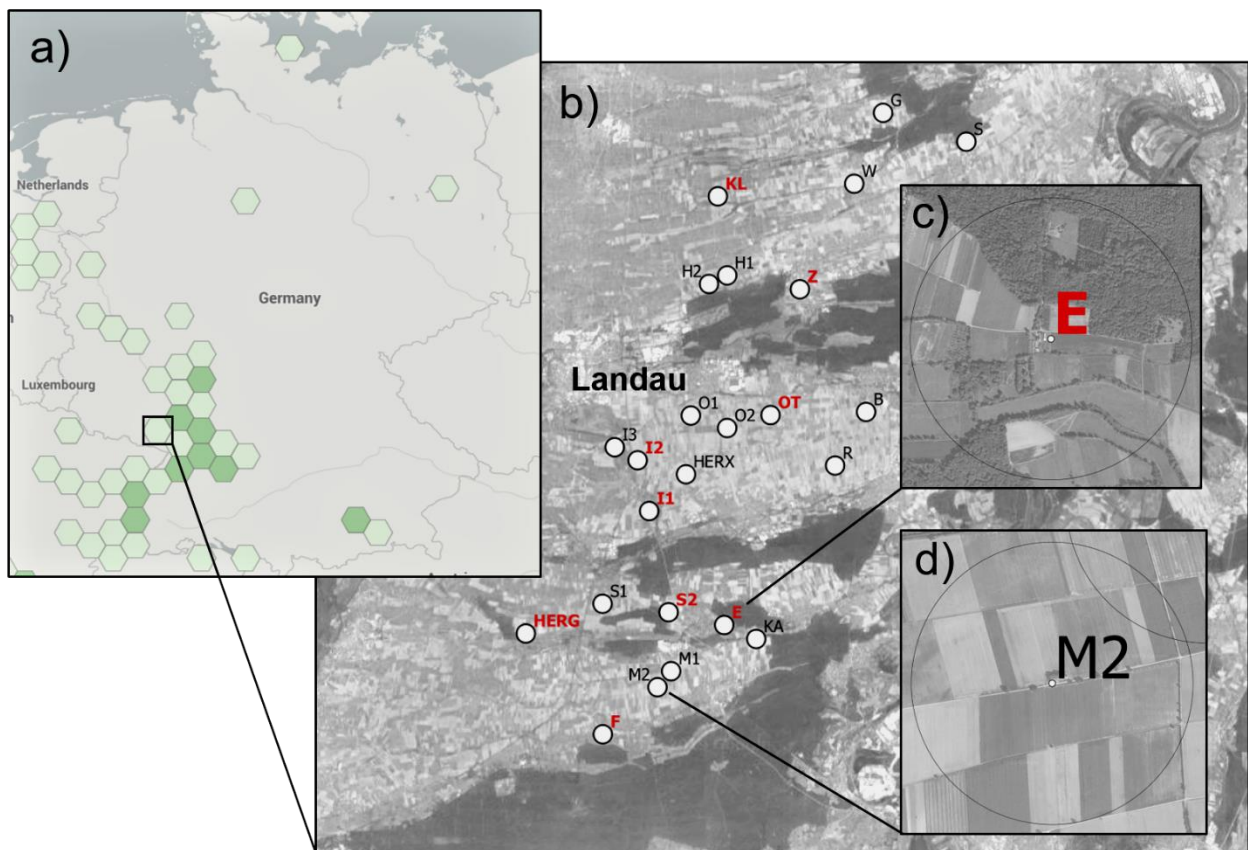 a)
Netherlands
Germany
Luxembourg
b)
G
S
W
KL
H1
H2
Z
Landau
O1
O2
OT
B
I3
I2
HERX
R
I1
S1
S2
E
HERG
KA
M1
M2
F
c)
E
d)
M2